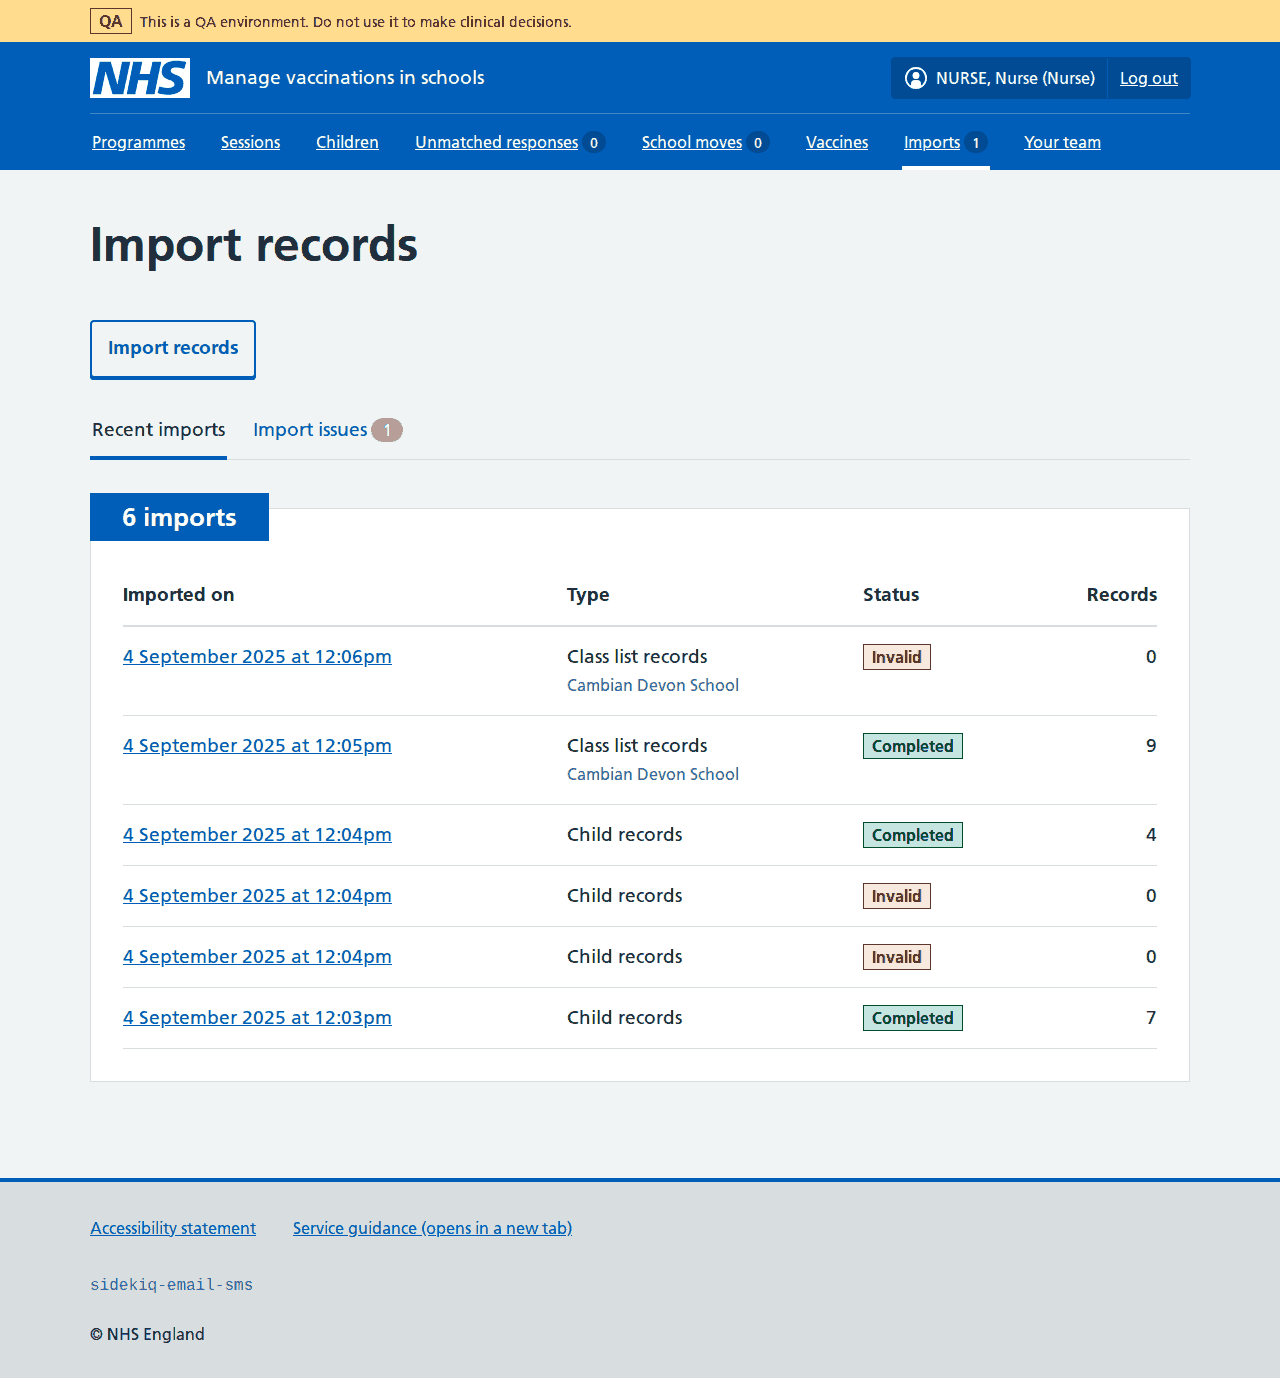 QA This is a QA environment. Do not use it to make clinical decisions.
NHS Manage vaccinations in schools NURSE, Nurse (Nurse) Log out
Programmes Sessions Children Unmatched responses 0 School moves 0 Vaccines Imports 1 Your team
Import records
Import records
Recent imports Import issues 1
6 imports
Imported on Type Status Records
4 September 2025 at 12:06pm Class list records Invalid 0
Cambian Devon School
4 September 2025 at 12:05pm Class list records Completed 9
Cambian Devon School
4 September 2025 at 12:04pm Child records Completed 4
4 September 2025 at 12:04pm Child records Invalid 0
4 September 2025 at 12:04pm Child records Invalid 0
4 September 2025 at 12:03pm Child records Completed 7
Accessibility statement Service guidance (opens in a new tab)
sidekiq-email-sms
© NHS England